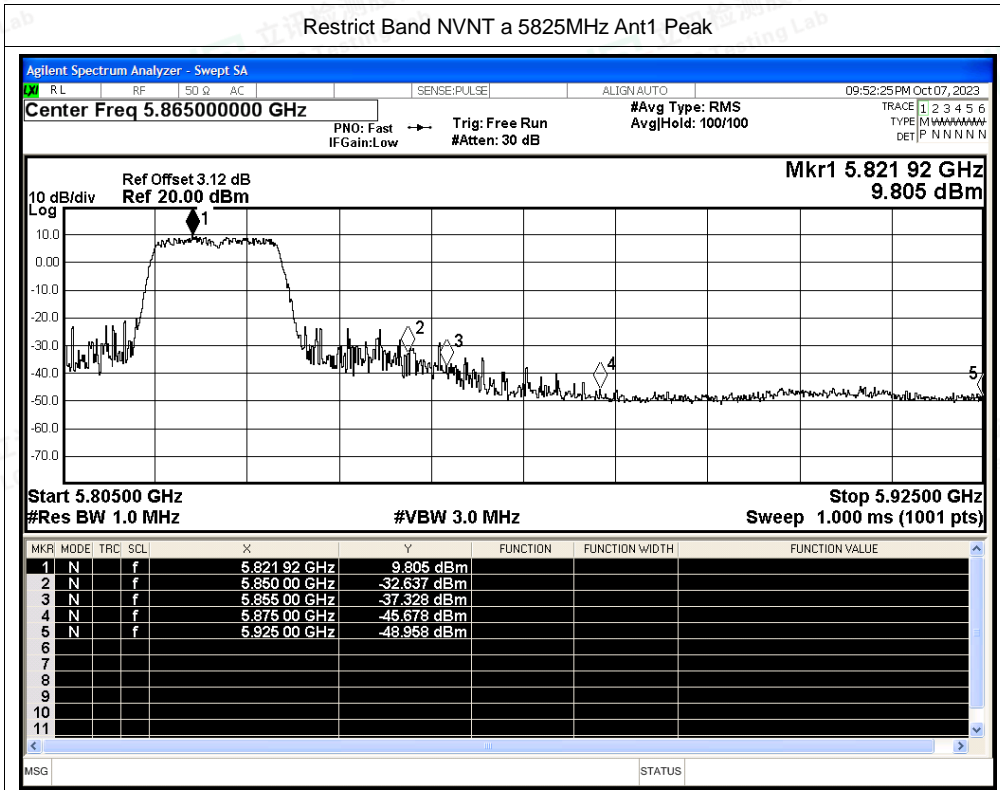 Restrict Band NVNT a 5825MHz Ant1 Peak
Agilent Spectrum Analyzer - Swept SA
LXI RL RF 50 Ω AC SENSE:PULSE ALIGN AUTO 09:52:25 PM Oct 07, 2023
Center Freq 5.865000000 GHz #Avg Type: RMS TRACE 1 2 3 4 5 6
PNO: Fast Trig: Free Run Avg|Hold: 100/100 TYPE M WWWWW
IFGain:Low #Atten: 30 dB DET P N N N N N
Mkr1 5.821 92 GHz
Ref Offset 3.12 dB
10 dB/div Ref 20.00 dBm 9.805 dBm
Log
1
10.0
0.00
-10.0
-20.0
2
3
-30.0
4
-40.0
5
-50.0
-60.0
-70.0
Start 5.80500 GHz Stop 5.92500 GHz
#Res BW 1.0 MHz #VBW 3.0 MHz Sweep 1.000 ms (1001 pts)
MKR MODE TRC SCL X Y FUNCTION FUNCTION WIDTH FUNCTION VALUE
1 N f 5.821 92 GHz 9.805 dBm
2 N f 5.850 00 GHz -32.637 dBm
3 N f 5.855 00 GHz -37.328 dBm
4 N f 5.875 00 GHz -45.678 dBm
5 N f 5.925 00 GHz -48.958 dBm
6
7
8
9
10
11
MSG STATUS